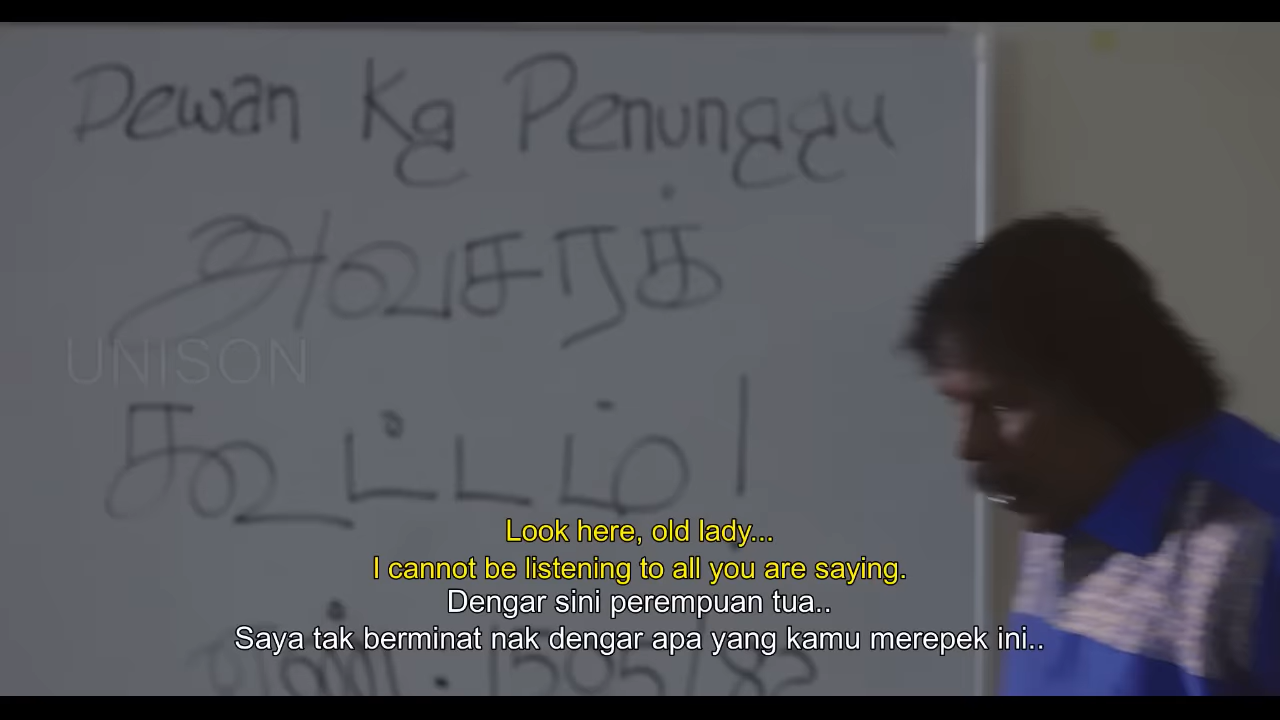 Dewan Kg Penunggu
அவசரக்
UNISON
கூட்டம்!
Look here, old lady...
I cannot be listening to all you are saying.
Dengar sini perempuan tua..
Saya tak berminat nak dengar apa yang kamu merepek ini..